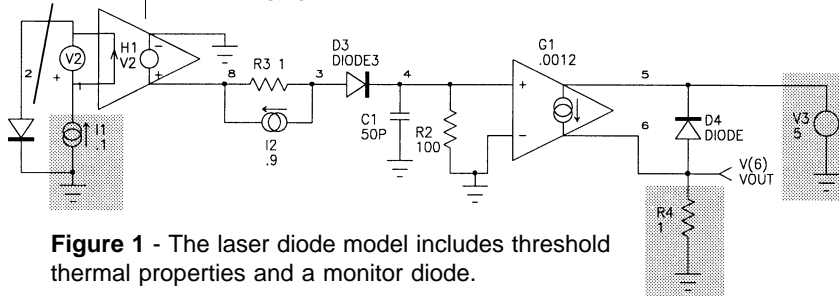 H1
V2
V2
+
2
1
I1
1
−
+
8
R3 1
3
I2
.9
D3
DIODE3
4
C1
50P
R2
100
G1
.0012
+
−
5
6
D4
DIODE
V3
5
V(6)
VOUT
R4
1
Figure 1 - The laser diode model includes threshold
thermal properties and a monitor diode.